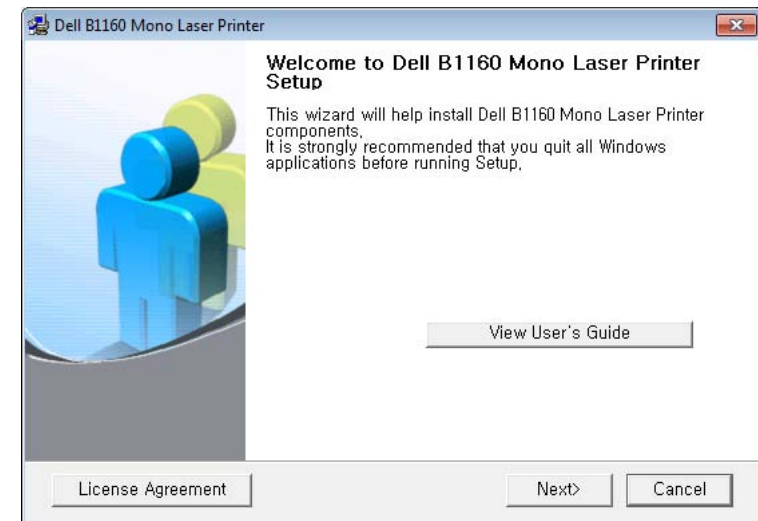 Dell B1160 Mono Laser Printer
Welcome to Dell B1160 Mono Laser Printer
Setup
This wizard will help install Dell B1160 Mono Laser Printer
components,
It is strongly recommended that you quit all Windows
applications before running Setup,
View User's Guide
License Agreement
Next>
Cancel